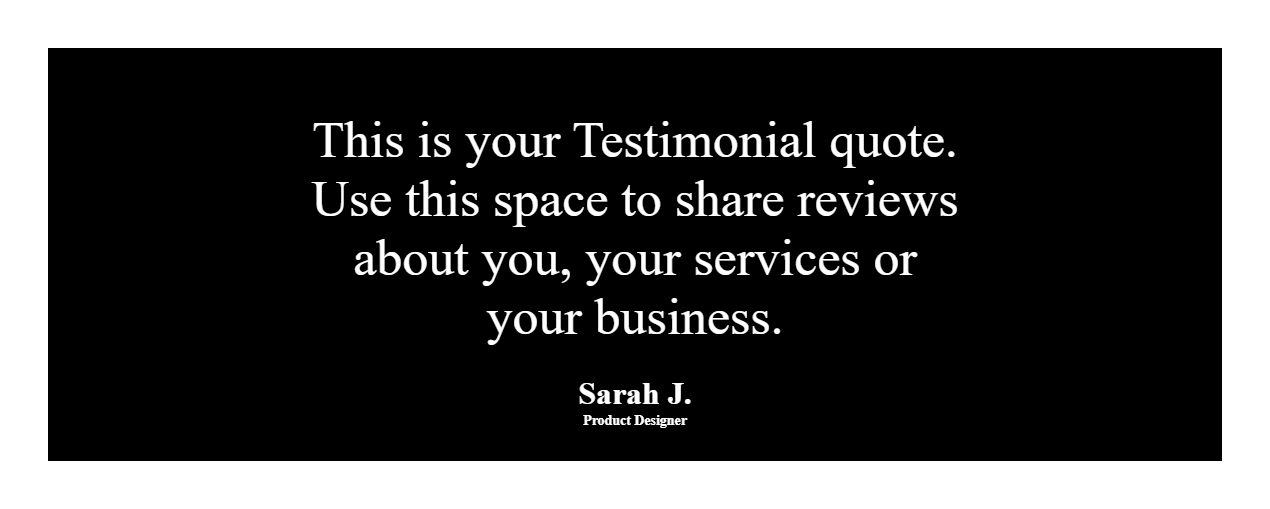 This is your Testimonial quote.
Use this space to share reviews
about you, your services or
your business.
Sarah J.
Product Designer